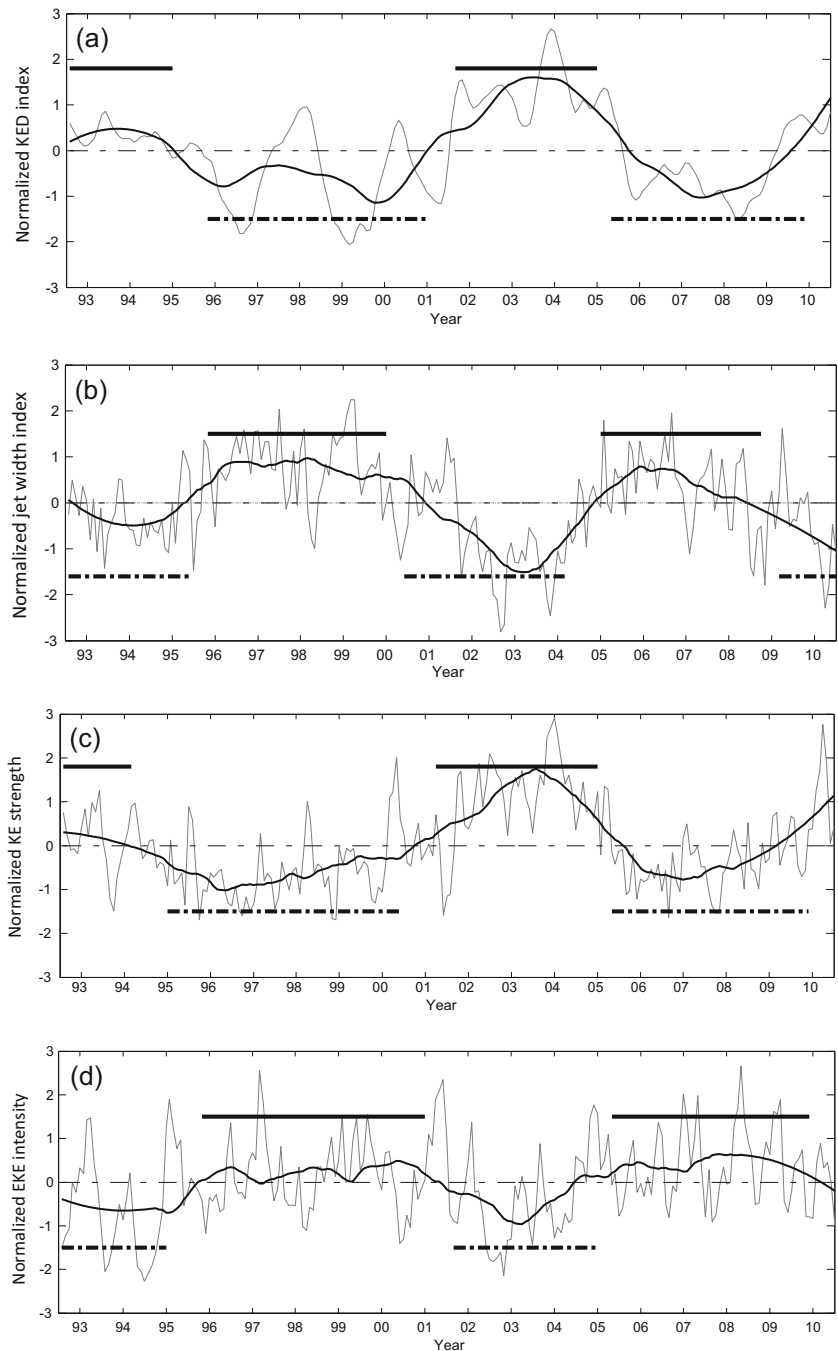 (a)
Normalized KED index
3
2
1
0
-1
-2
-3
93 94 95 96 97 98 99 00 01 02 03 04 05 06 07 08 09 10
Year
(b)
Normalized jet width index
3
2
1
0
-1
-2
-3
93 94 95 96 97 98 99 00 01 02 03 04 05 06 07 08 09 10
Year
(c)
Normalized KE strength
3
2
1
0
-1
-2
-3
93 94 95 96 97 98 99 00 01 02 03 04 05 06 07 08 09 10
Year
(d)
Normalized EKE intensity
3
2
1
0
-1
-2
-3
93 94 95 96 97 98 99 00 01 02 03 04 05 06 07 08 09 10
Year